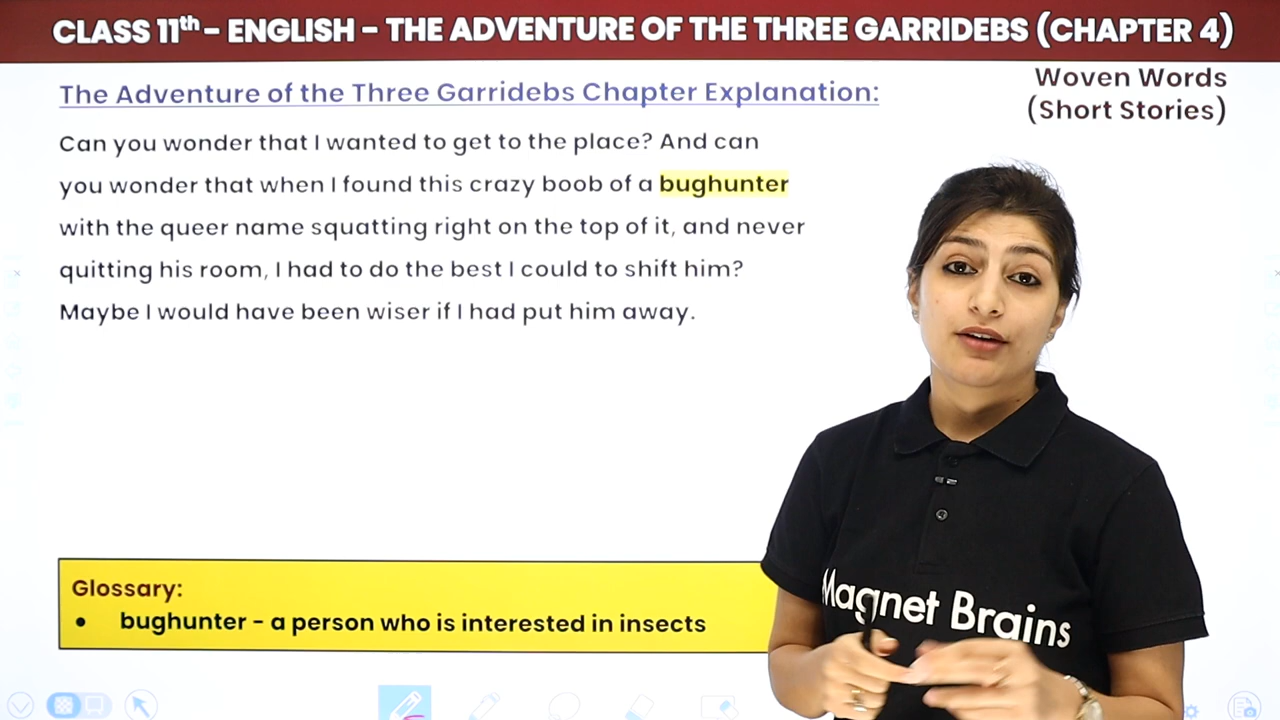 CLASS 11th - ENGLISH - THE ADVENTURE OF THE THREE GARRIDEBS (CHAPTER 4)
The Adventure of the Three Garridebs Chapter Explanation:
Woven Words
(Short Stories)
Can you wonder that I wanted to get to the place? And can
you wonder that when I found this crazy boob of a bughunter
with the queer name squatting right on the top of it, and never
quitting his room, I had to do the best I could to shift him?
Maybe I would have been wiser if I had put him away.
Glossary:
• bughunter - a person who is interested in insects
Magnet Brains